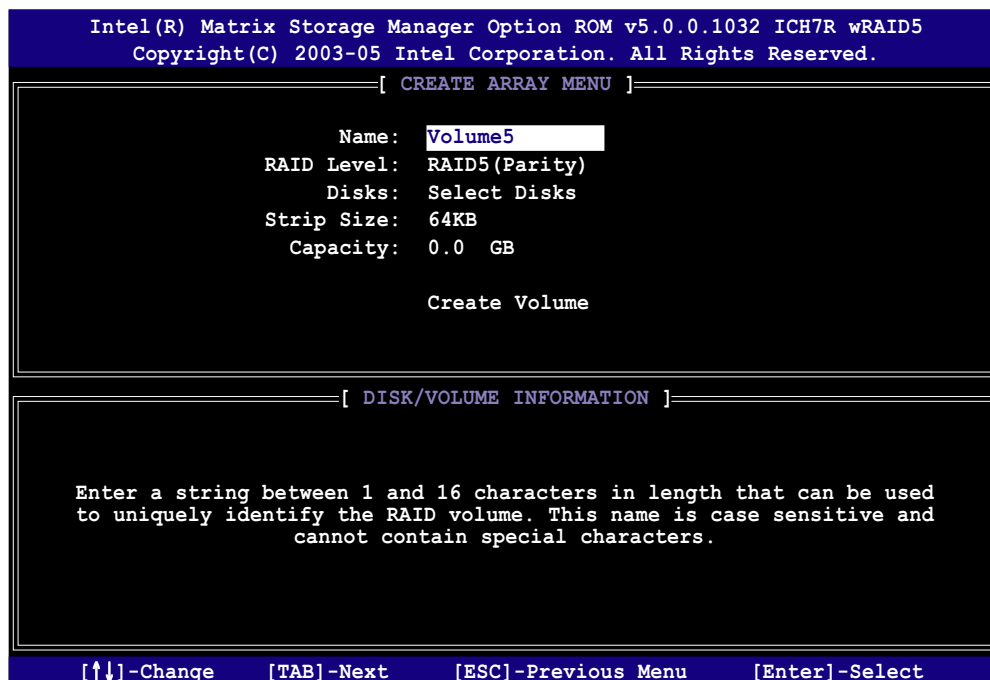 Intel(R) Matrix Storage Manager Option ROM v5.0.0.1032 ICH7R wRAID5
Copyright(C) 2003-05 Intel Corporation. All Rights Reserved.
[ CREATE ARRAY MENU ]
Name: Volume5
RAID Level: RAID5(Parity)
Disks: Select Disks
Strip Size: 64KB
Capacity: 0.0 GB
Create Volume
[ DISK/VOLUME INFORMATION ]
Enter a string between 1 and 16 characters in length that can be used
to uniquely identify the RAID volume. This name is case sensitive and
cannot contain special characters.
[↑↓]-Change [TAB]-Next [ESC]-Previous Menu [Enter]-Select